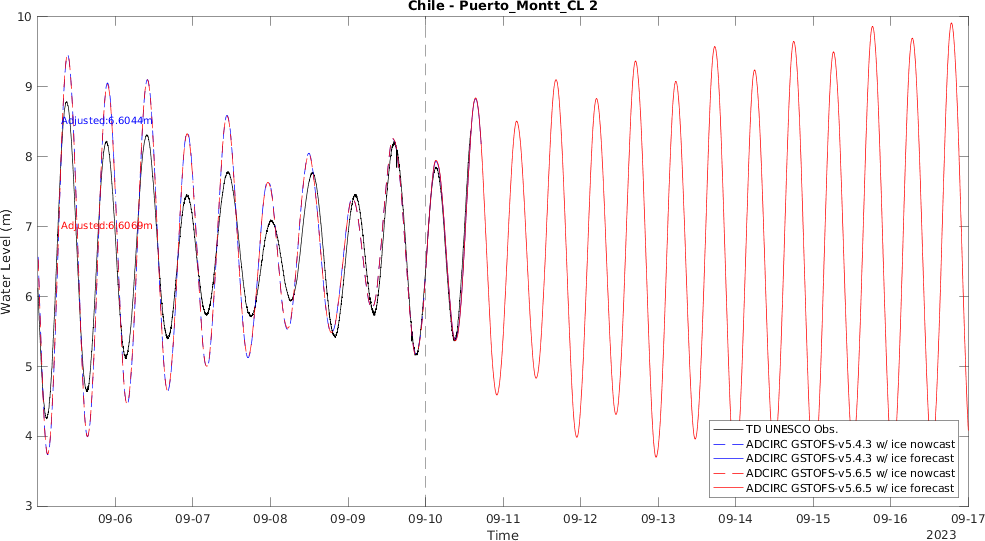 Chile - Puerto_Montt_CL 2
10
9
8
7
6
5
4
3
Water Level (m)
Adjusted:6.6044m
Adjusted:6.6069m
TD UNESCO Obs.
ADCIRC GSTOFS-v5.4.3 w/ ice nowcast
ADCIRC GSTOFS-v5.4.3 w/ ice forecast
ADCIRC GSTOFS-v5.6.5 w/ ice nowcast
ADCIRC GSTOFS-v5.6.5 w/ ice forecast
09-06 09-07 09-08 09-09 09-10 09-11 09-12 09-13 09-14 09-15 09-16 09-17
Time
2023